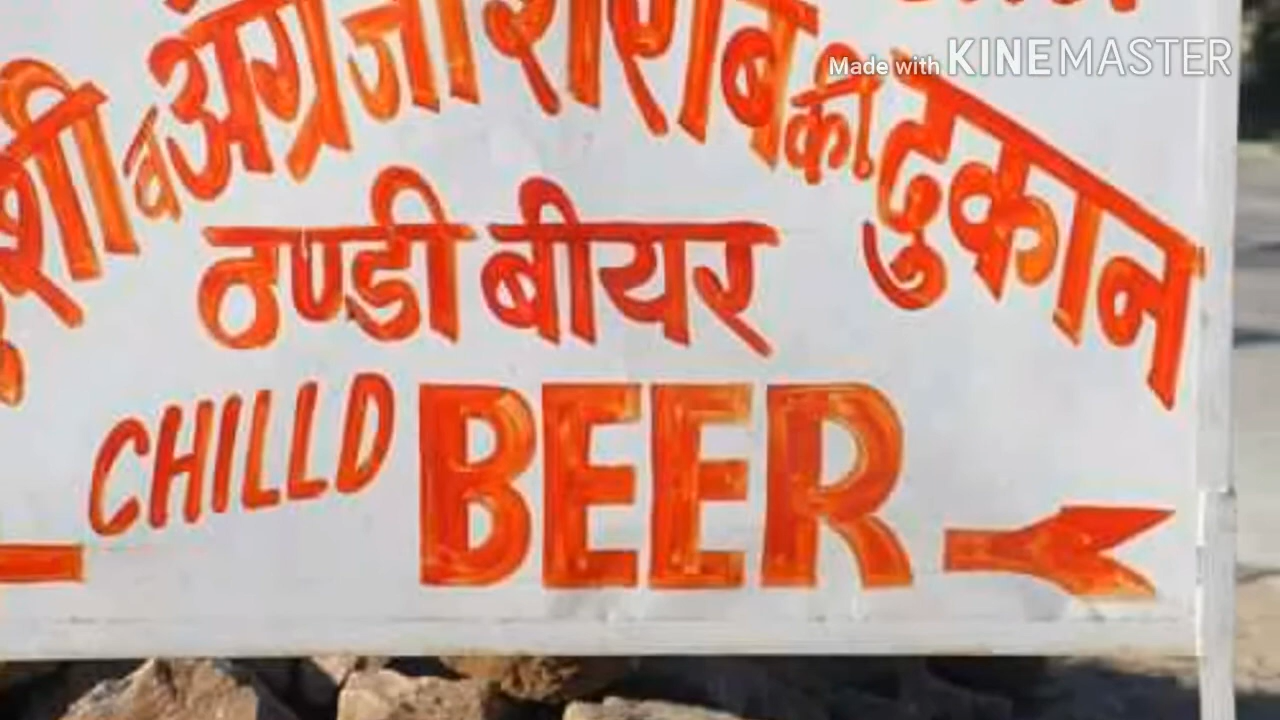 Made with KINEMASTER
देशी व अंग्रेजी शराब की दुकान
ठण्डी बीयर
CHILLD BEER